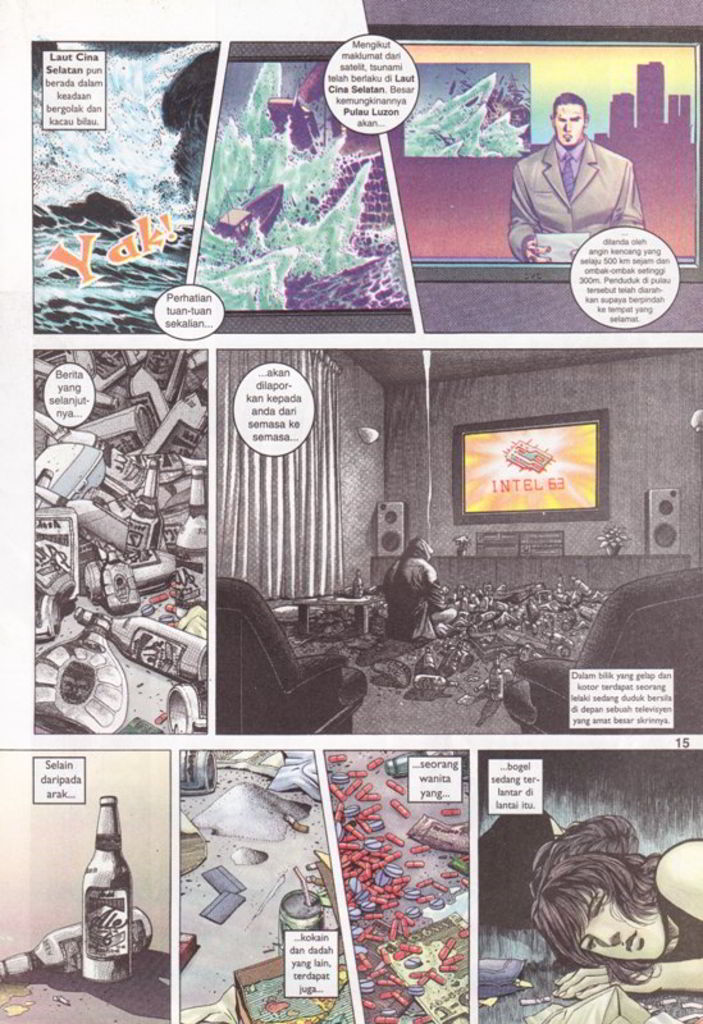 Laut Cina
Selatan pun
berada dalam
keadaan
bergolak dan
kacau bilau.
Yak!
Perhatian
tuan-tuan
sekalian...
Mengikut
maklumat dari
satelit, tsunami
telah berlaku di Laut
Cina Selatan. Besar
kemungkinannya
Pulau Luzon
akan...
dilanda oleh
angin kencang yang
selaju 500 km sejam dan
ombak-ombak setinggi
300m. Penduduk di pulau
tersebut telah diarah-
kan supaya berpindah
ke tempat yang
selamat.
Berita
yang
selanjut-
nya...
...akan
dilapor-
kan kepada
anda dari
semasa ke
semasa...
INTEL 63
Dalam bilik yang gelap dan
kotor terdapat seorang
lelaki sedang duduk bersila
di depan sebuah televisyen
yang amat besar skrinnya.
15
Selain
daripada
arak...
...kokain
dan dadah
yang lain,
terdapat
juga...
...seorang
wanita
yang...
...bogel
sedang ter-
lantar di
lantai itu.